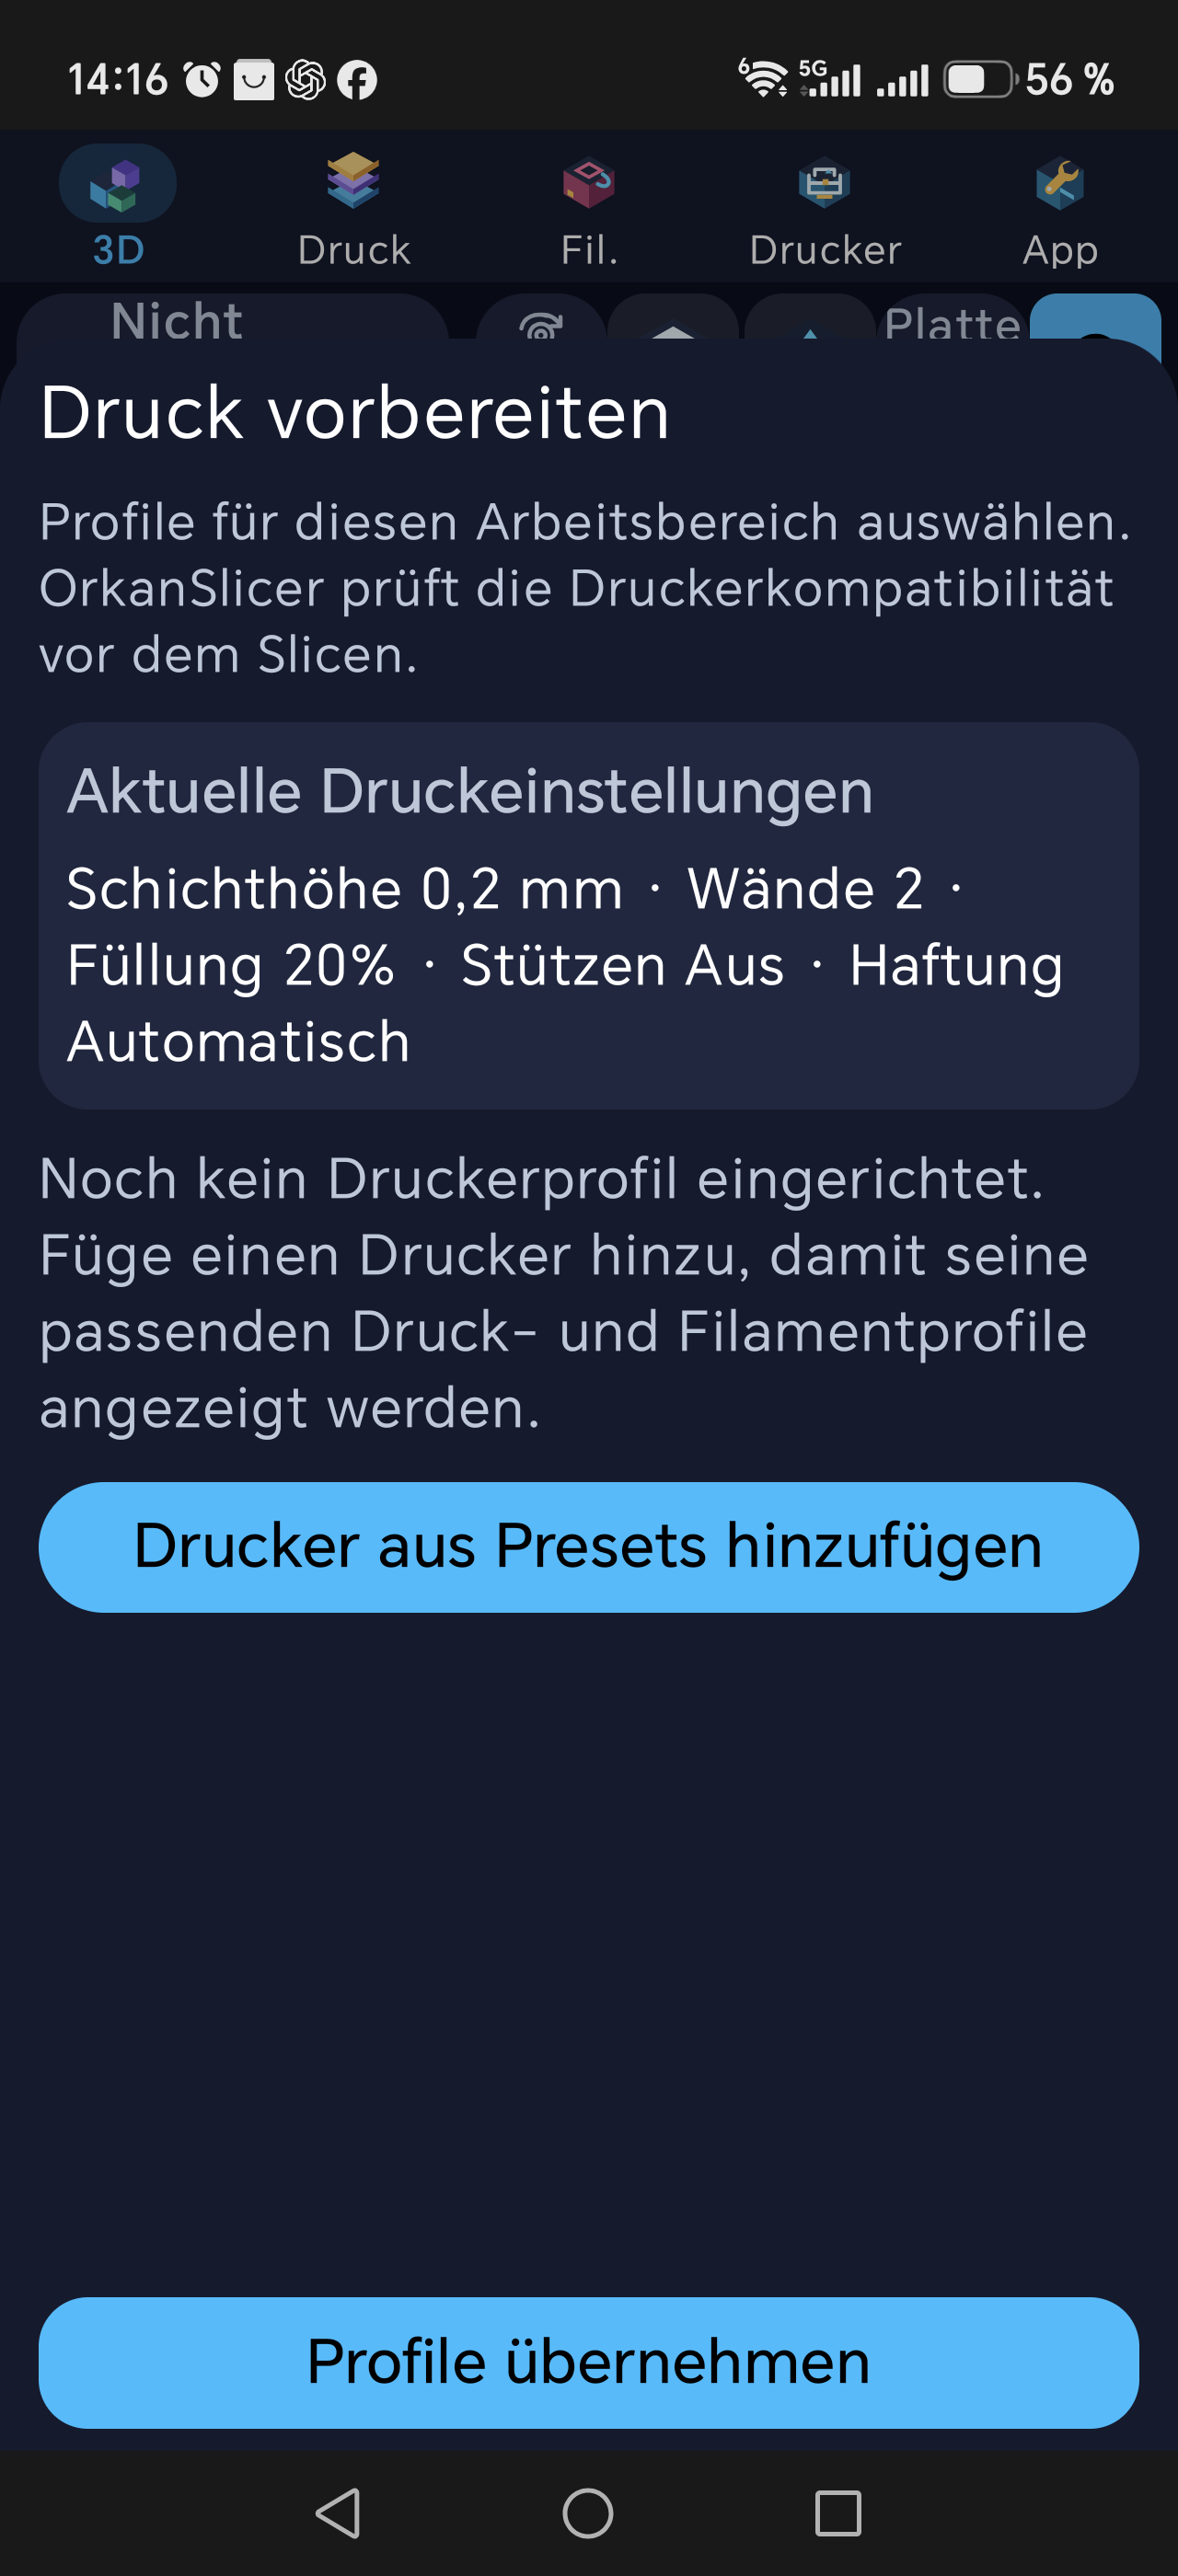 14:16
6 5G 56 %
3D Druck Fil. Drucker App
Nicht Platte
Druck vorbereiten
Profile für diesen Arbeitsbereich auswählen.
OrkanSlicer prüft die Druckerkompatibilität
vor dem Slicen.
Aktuelle Druckeinstellungen
Schichthöhe 0,2 mm · Wände 2 ·
Füllung 20% · Stützen Aus · Haftung
Automatisch
Noch kein Druckerprofil eingerichtet.
Füge einen Drucker hinzu, damit seine
passenden Druck- und Filamentprofile
angezeigt werden.
Drucker aus Presets hinzufügen
Profile übernehmen